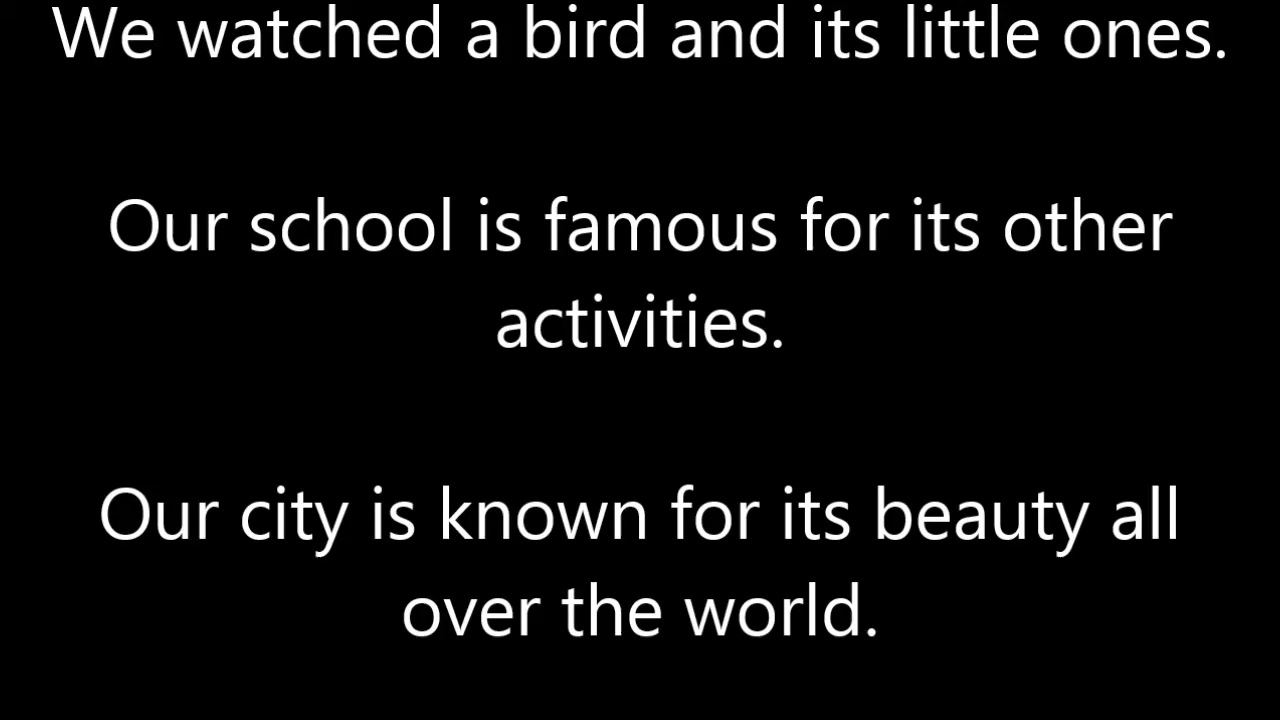 We watched a bird and its little ones.
Our school is famous for its other
activities.
Our city is known for its beauty all
over the world.